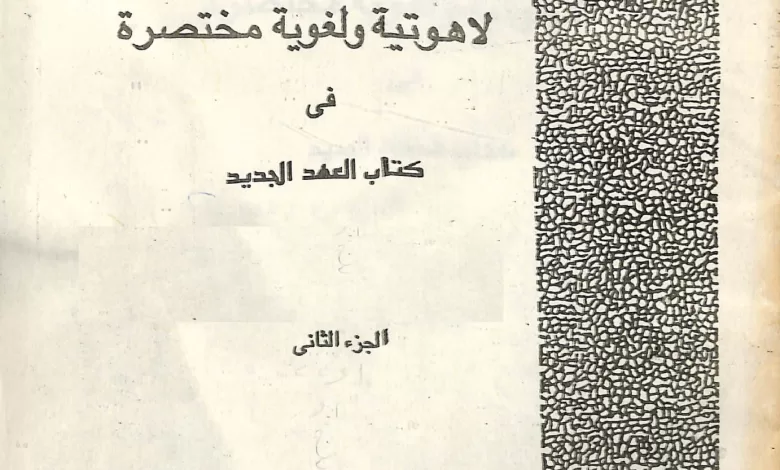 لاهوتية ولغوية مختصرة
فى
كتاب العهد الجديد
الجزء الثانى